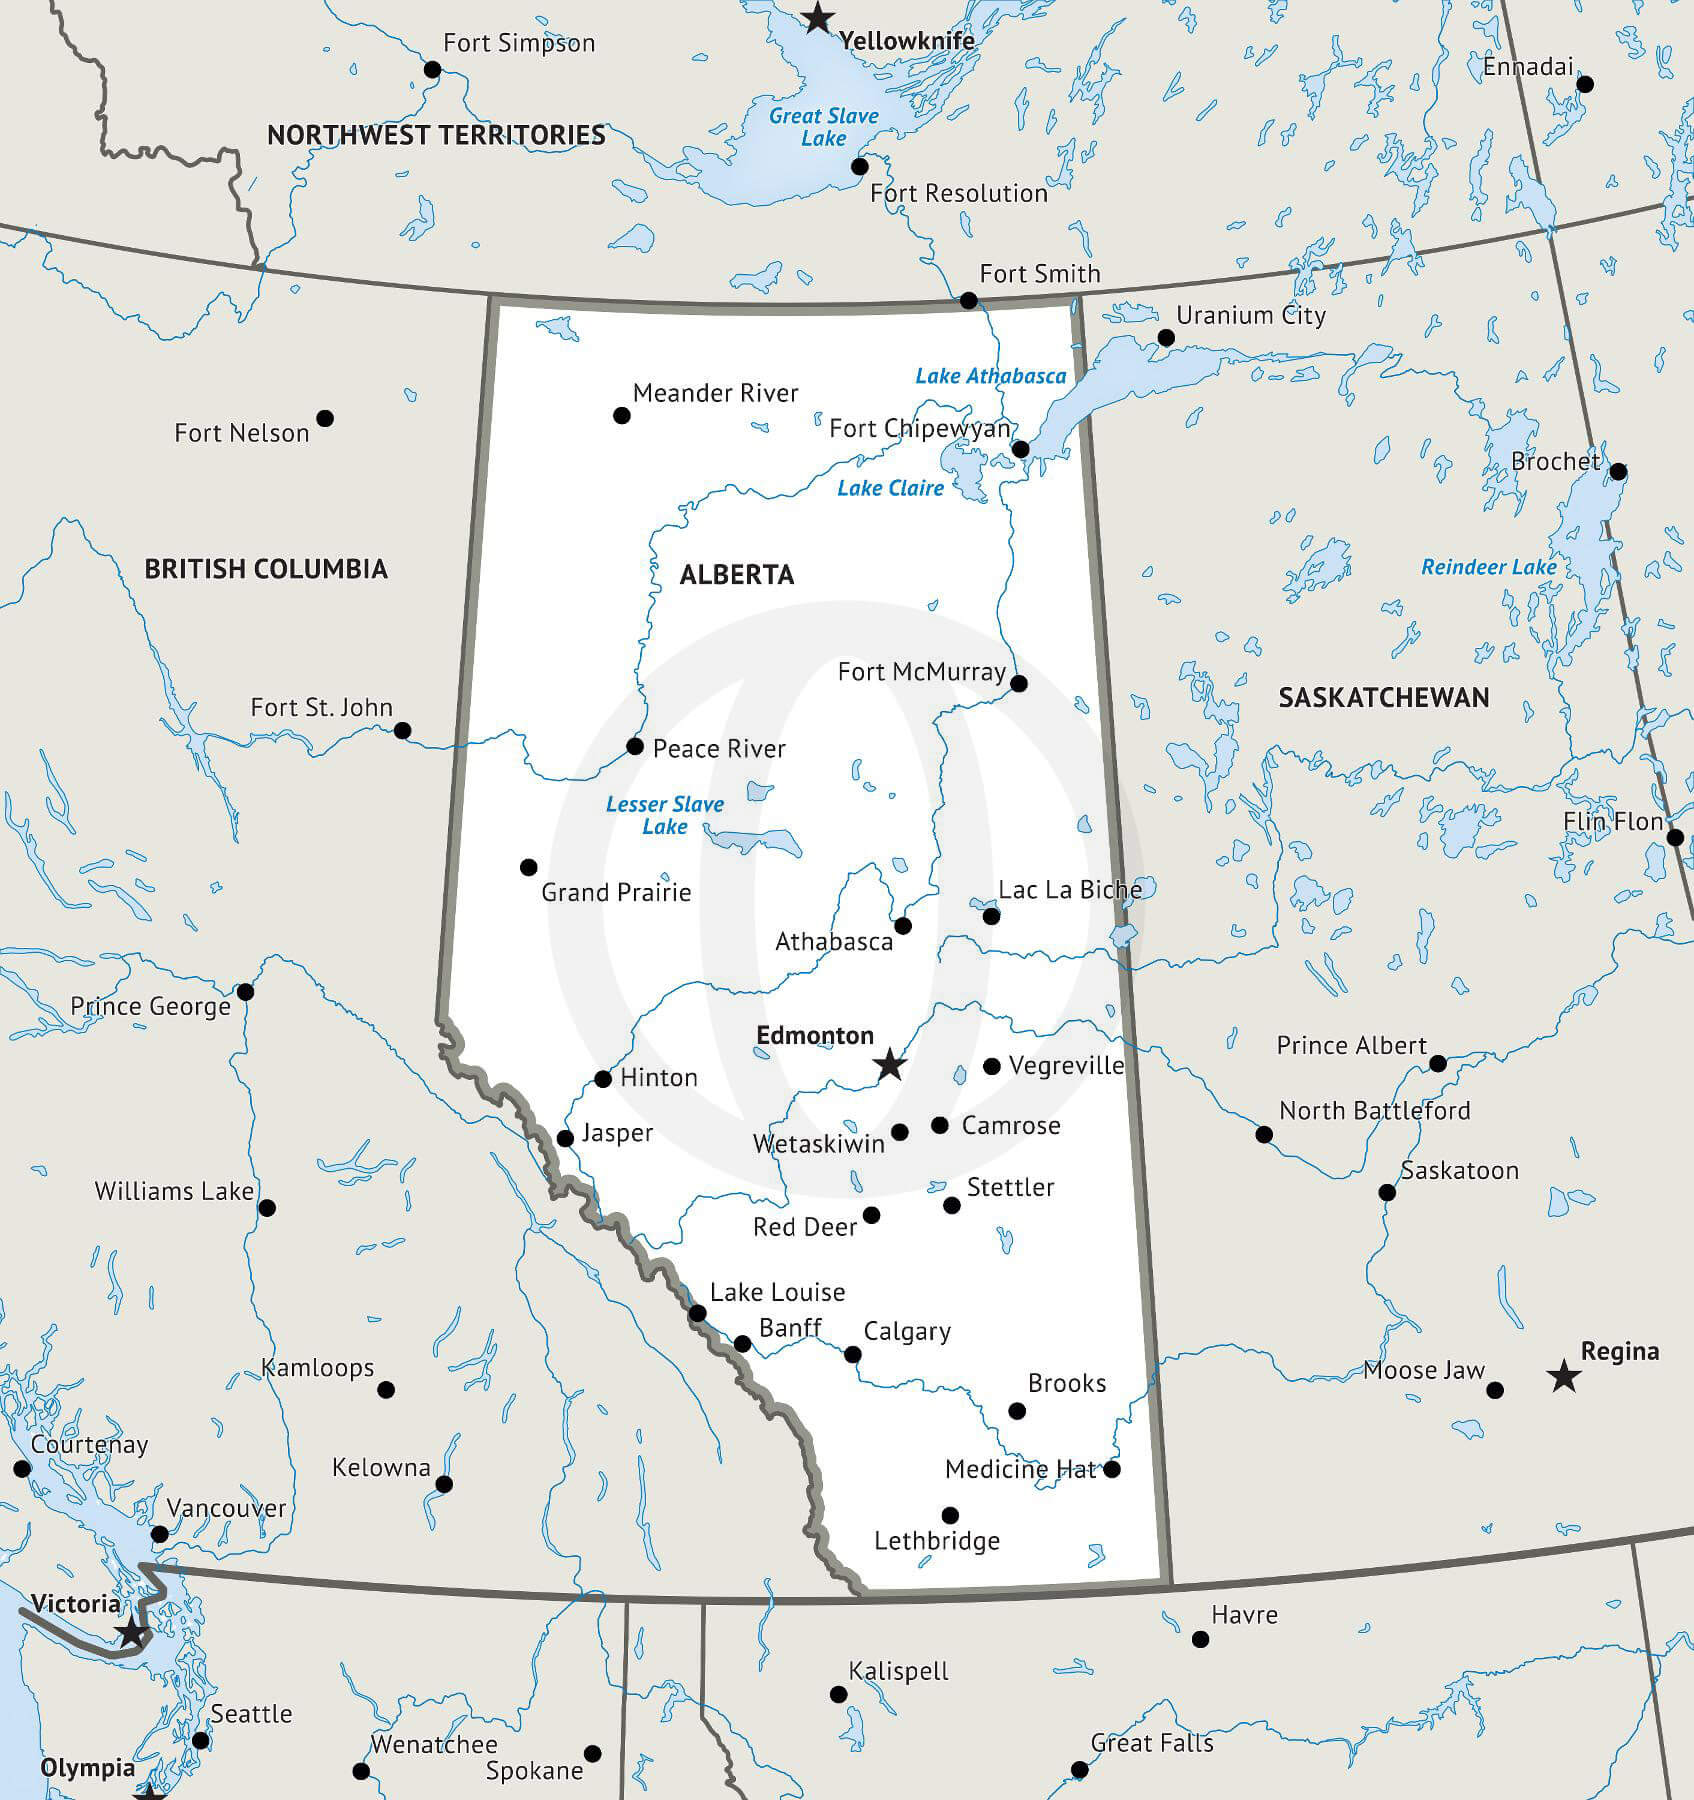 Fort Simpson
Yellowknife
Ennadai
NORTHWEST TERRITORIES
Great Slave
Lake
Fort Resolution
Fort Smith
Uranium City
Lake Athabasca
Meander River
Fort Nelson
Fort Chipewyan
Brochet
Lake Claire
BRITISH COLUMBIA
ALBERTA
Reindeer Lake
Fort McMurray
SASKATCHEWAN
Fort St. John
Peace River
Lesser Slave
Lake
Flin Flon
Grand Prairie
Lac La Biche
Athabasca
Prince George
Edmonton
Prince Albert
Vegreville
Hinton
North Battleford
Jasper
Wetaskiwin
Camrose
Saskatoon
Williams Lake
Stettler
Red Deer
Lake Louise
Banff
Calgary
Regina
Kamloops
Moose Jaw
Brooks
Courtenay
Kelowna
Medicine Hat
Vancouver
Lethbridge
Victoria
Havre
Kalispell
Seattle
Wenatchee
Great Falls
Olympia
Spokane